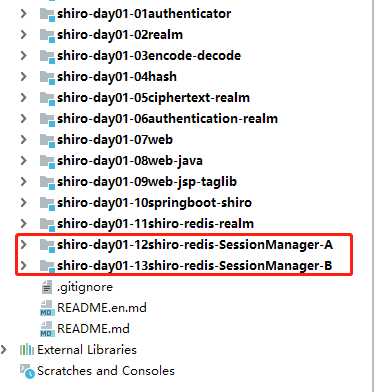 shiro-day01-01authenticator
shiro-day01-02realm
shiro-day01-03encode-decode
shiro-day01-04hash
shiro-day01-05ciphertext-realm
shiro-day01-06authentication-realm
shiro-day01-07web
shiro-day01-08web-java
shiro-day01-09web-jsp-taglib
shiro-day01-10springboot-shiro
shiro-day01-11shiro-redis-realm
shiro-day01-12shiro-redis-SessionManager-A
shiro-day01-13shiro-redis-SessionManager-B
.gitignore
MD README.en.md
MD README.md
External Libraries
Scratches and Consoles